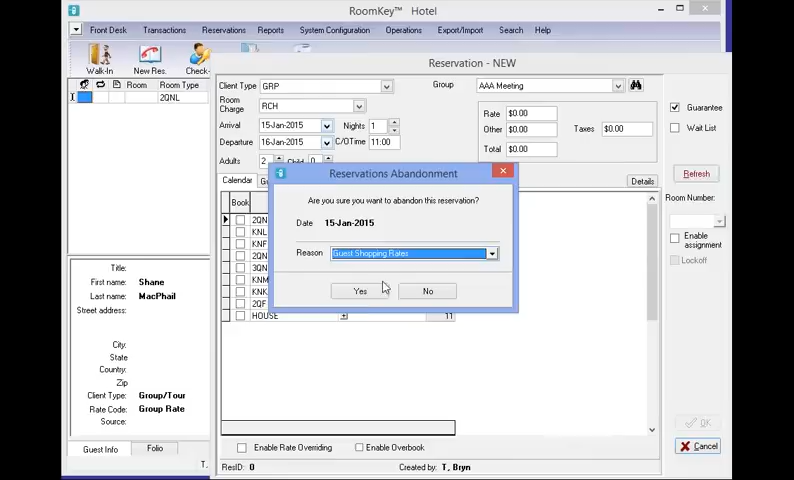 RoomKey™ Hotel
Front Desk Transactions Reservations Reports System Configuration Operations Export/Import Search Help
Walk-In New Res. Check-
Room Room Type
2QNL
Reservation - NEW
Client Type GRP Group AAA Meeting
Room Charge RCH
Arrival 15-Jan-2015 Nights 1
Departure 16-Jan-2015 C/OTime 11:00
Adults 2 Child 0
Rate $0.00
Other $0.00 Taxes $0.00
Total $0.00
Guarantee
Wait List
Refresh
Room Number:
Enable assignment
Lockoff
Calendar Details
Book
2QN
KNL
KNF
2QN
3QN
KNM
KNK
2QF
HOUSE 11
Reservations Abandonment
Are you sure you want to abandon this reservation?
Date 15-Jan-2015
Reason Guest Shopping Rates
Yes No
Title:
First name: Shane
Last name: MacPhail
Street address:
City:
State
Country:
Zip
Client Type: Group/Tour
Rate Code: Group Rate
Source:
Guest Info Folio
Enable Rate Overriding Enable Overbook
OK
Cancel
ResID: 0 Created by: T, Bryn
T.